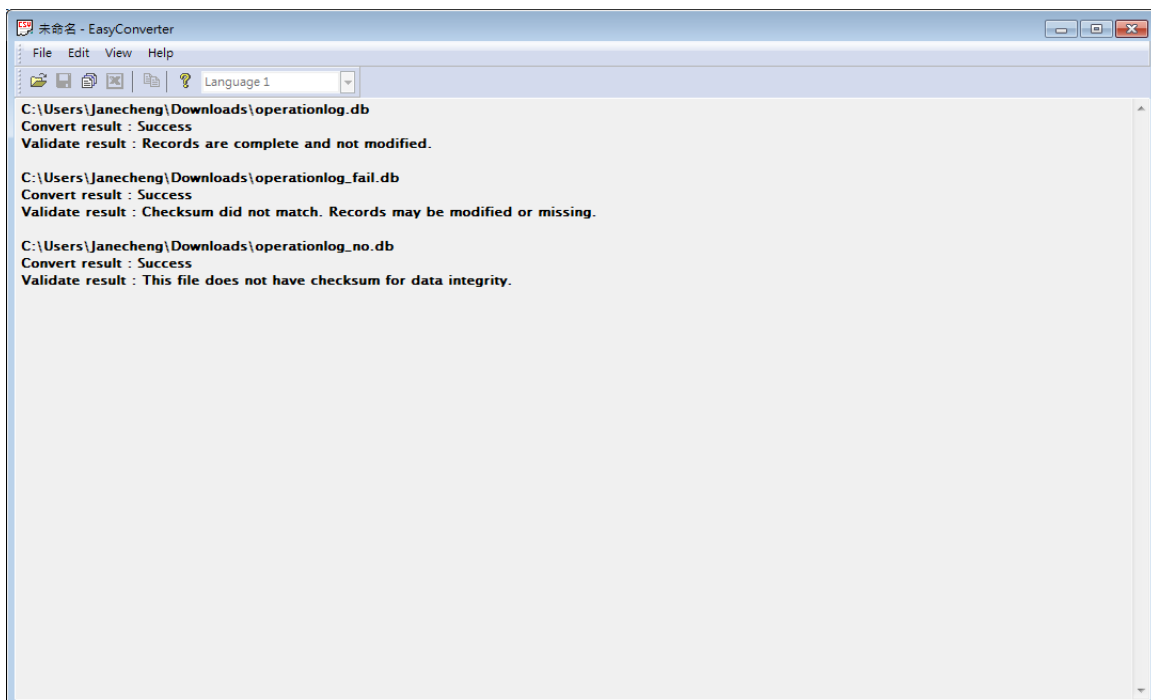 CSV
未命名 - EasyConverter
File Edit View Help
Language 1
C:\Users\Janecheng\Downloads\operationlog.db
Convert result : Success
Validate result : Records are complete and not modified.
C:\Users\Janecheng\Downloads\operationlog_fail.db
Convert result : Success
Validate result : Checksum did not match. Records may be modified or missing.
C:\Users\Janecheng\Downloads\operationlog_no.db
Convert result : Success
Validate result : This file does not have checksum for data integrity.